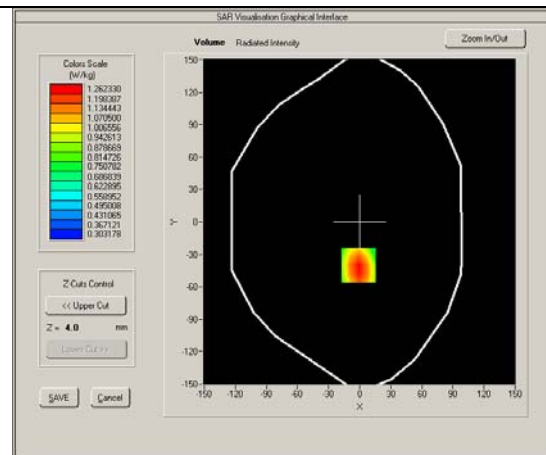 SAR Visualisation Graphical Interface
Volume Radiated Intensity
Zoom In/Out
Colors Scale
(W/kg)
1.262330
1.198387
1.134443
1.070500
1.006556
0.942613
0.878669
0.814726
0.750782
0.686839
0.622895
0.558952
0.495008
0.431065
0.367121
0.303178
Z Cuts Control
<< Upper Cut
Z = 4.0 mm
Lower Cut >>
SAVE Cancel
150
120
90
60
30
0
-30
-60
-90
-120
-150
Y
-150 -120 -90 -60 -30 0 30 60 90 120 150
X